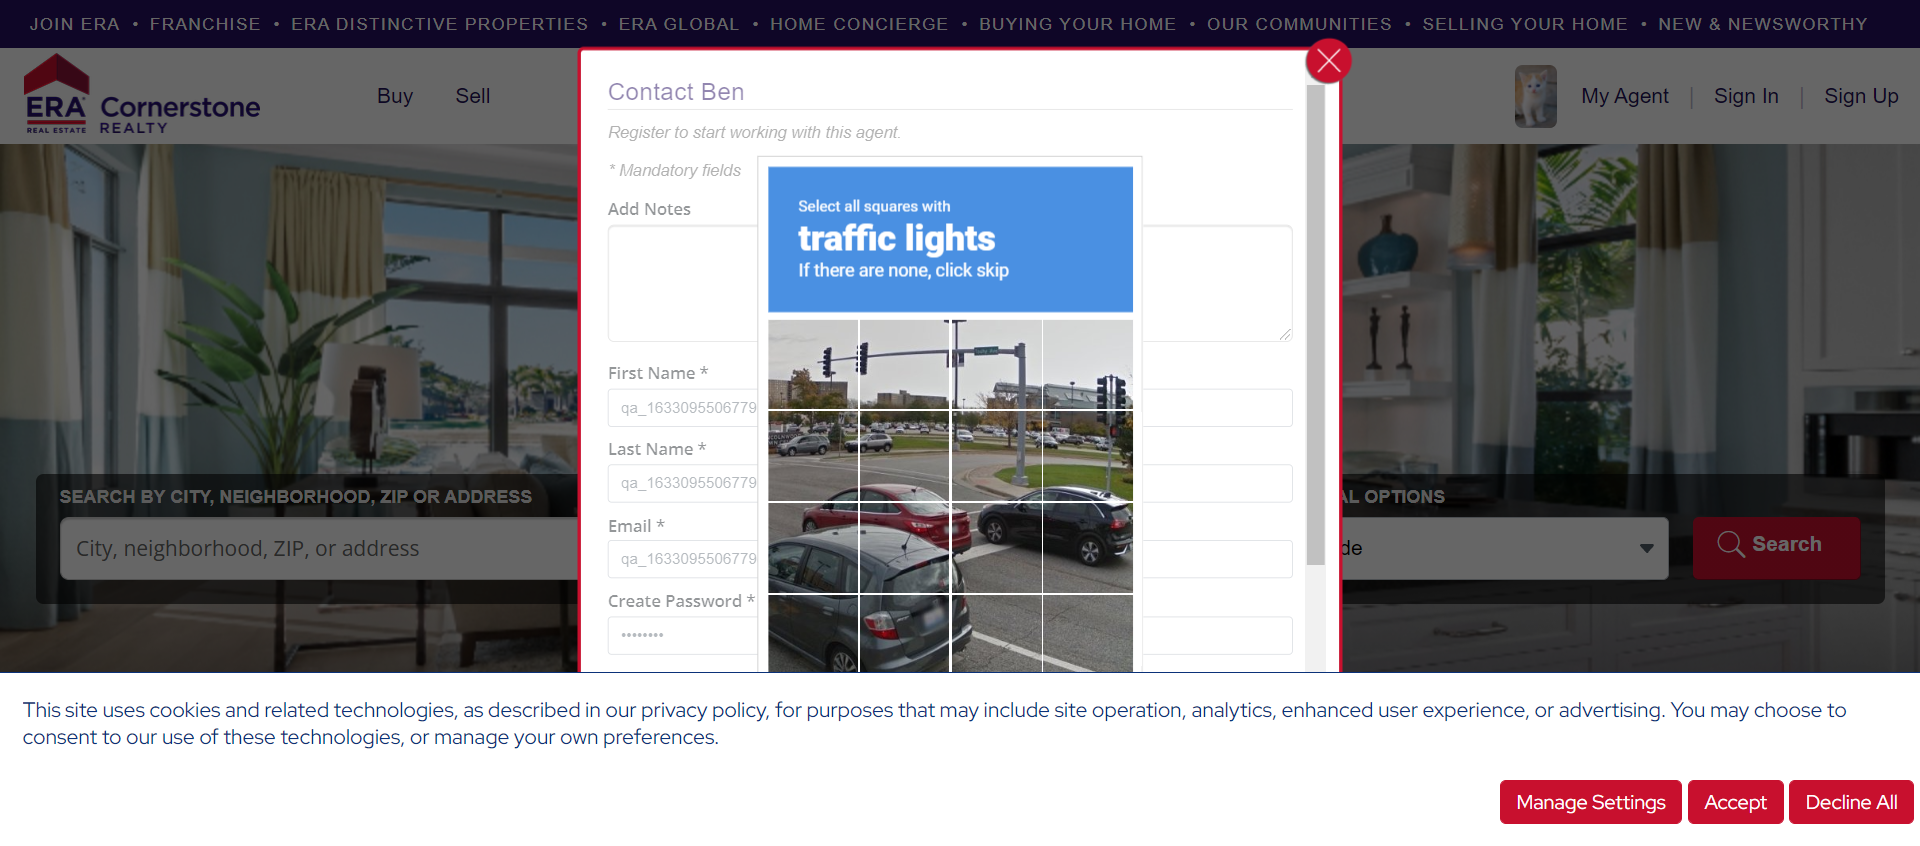 JOIN ERA • FRANCHISE • ERA DISTINCTIVE PROPERTIES • ERA GLOBAL • HOME CONCIERGE • BUYING YOUR HOME • OUR COMMUNITIES • SELLING YOUR HOME • NEW & NEWSWORTHY
ERA
REAL ESTATE
Cornerstone
REALTY
Buy
Sell
My Agent | Sign In | Sign Up
Contact Ben
Register to start working with this agent.
* Mandatory fields
Add Notes
Select all squares with
traffic lights
If there are none, click skip
First Name *
qa_1633095506779
Last Name *
qa_1633095506779
Email *
qa_1633095506779
Create Password *
••••••••
SEARCH BY CITY, NEIGHBORHOOD, ZIP OR ADDRESS
City, neighborhood, ZIP, or address
OPTIONS
Search
This site uses cookies and related technologies, as described in our privacy policy, for purposes that may include site operation, analytics, enhanced user experience, or advertising. You may choose to
consent to our use of these technologies, or manage your own preferences.
Manage Settings
Accept
Decline All